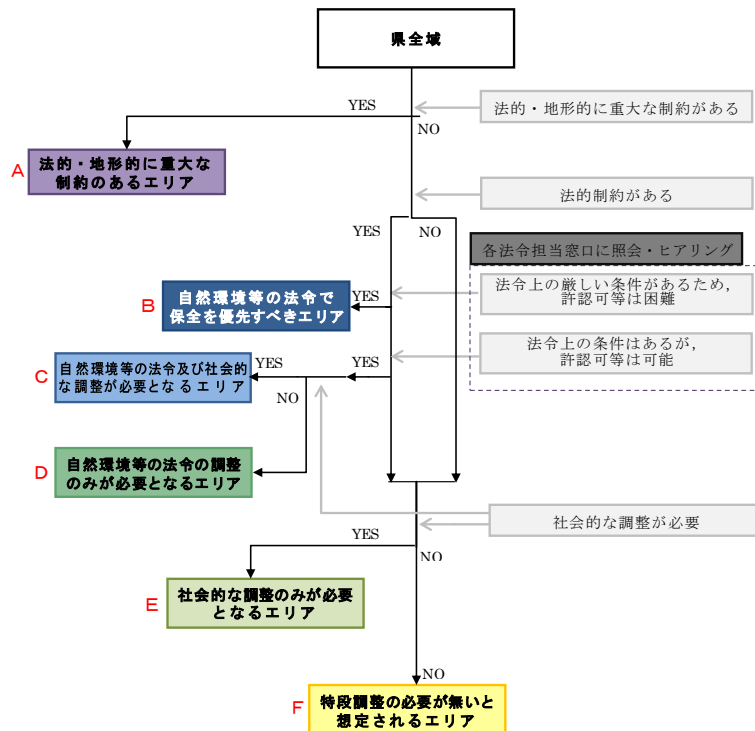 県全域
YES
法的・地形的に重大な制約がある
NO
A
法的・地形的に重大な
制約のあるエリア
法的制約がある
YES
NO
各法令担当窓口に照会・ヒアリング
B
自然環境等の法令で
保全を優先すべきエリア
YES
法令上の厳しい条件があるため,
許認可等は困難
C
自然環境等の法令及び社会的
な調整が必要となるエリア
YES
NO
YES
法令上の条件はあるが,
許認可等は可能
D
自然環境等の法令の調整
のみが必要となるエリア
社会的な調整が必要
YES
NO
E
社会的な調整のみが必要
となるエリア
NO
F
特段調整の必要が無いと
想定されるエリア